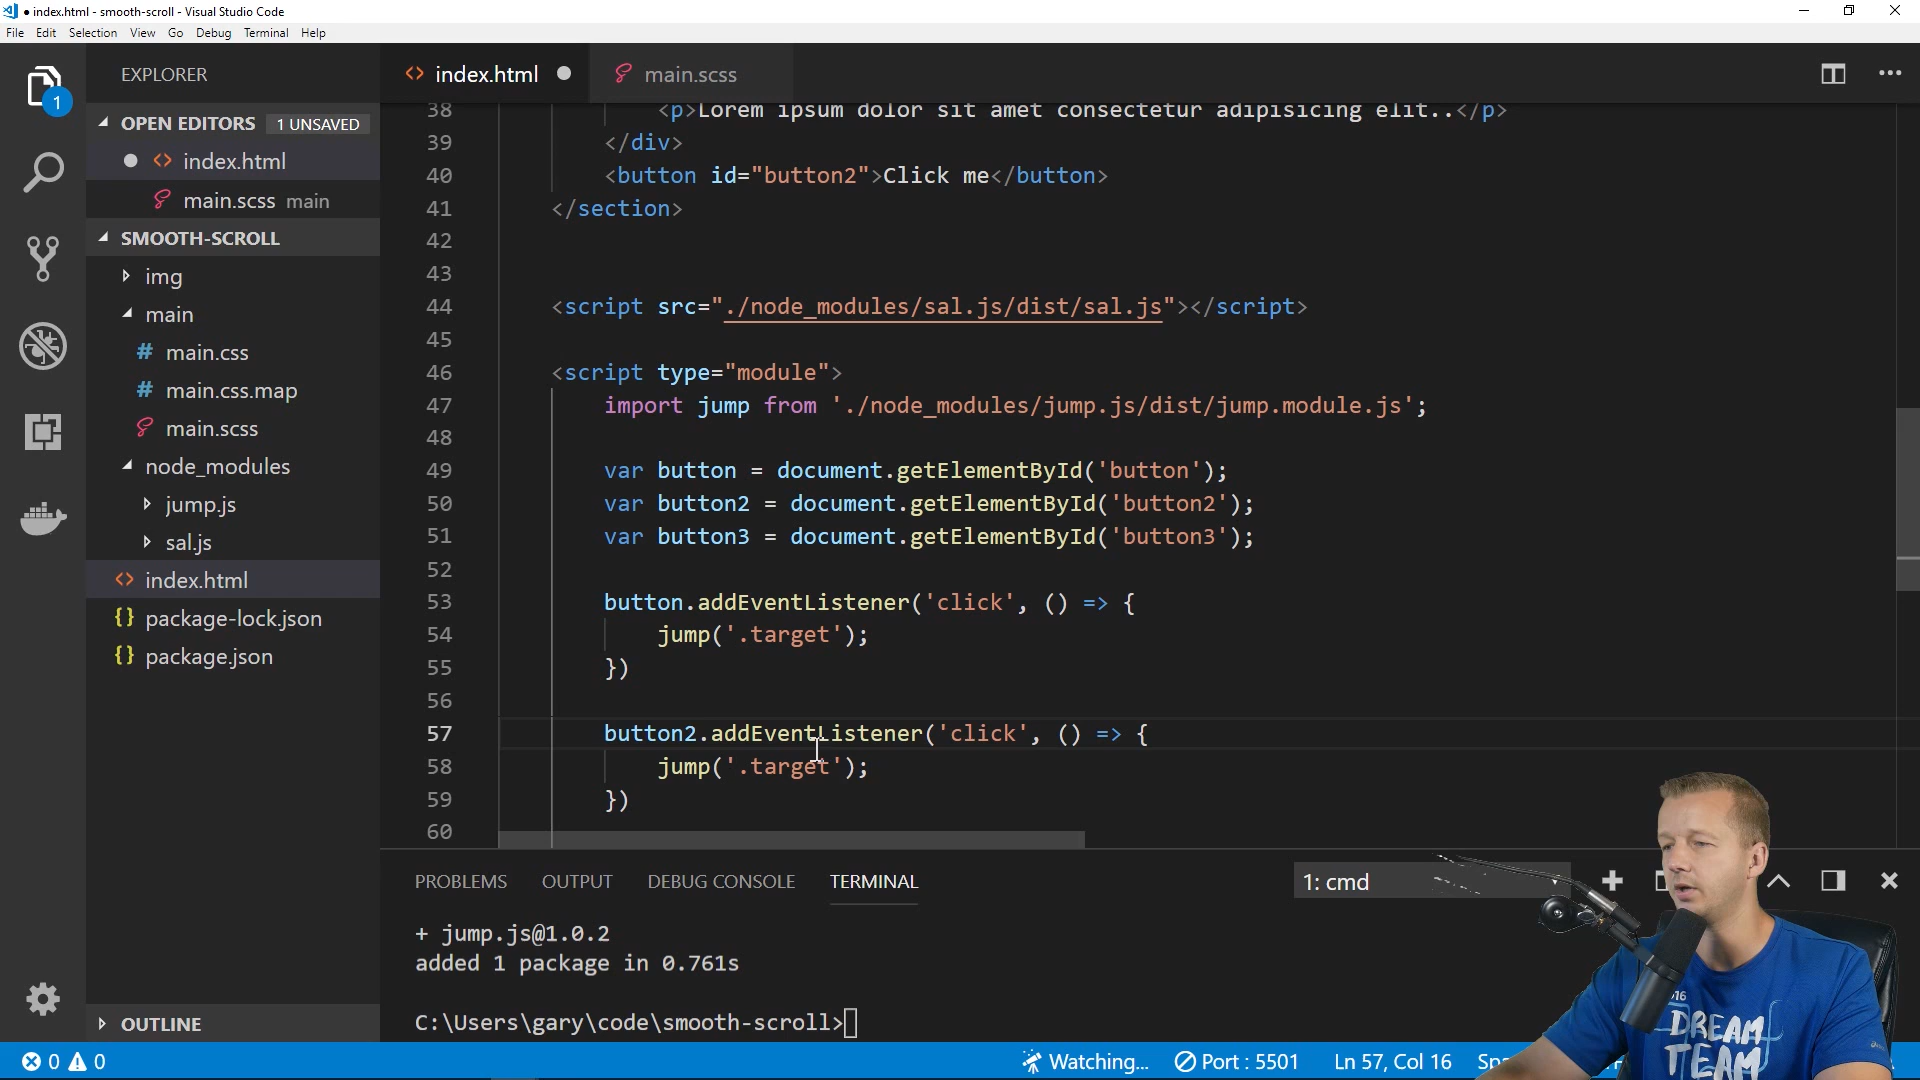 index.html - smooth-scroll - Visual Studio Code
File Edit Selection View Go Debug Terminal Help
1
EXPLORER
OPEN EDITORS 1 UNSAVED
index.html
main.scss main
SMOOTH-SCROLL
img
main
main.css
main.css.map
main.scss
node_modules
jump.js
sal.js
index.html
package-lock.json
package.json
OUTLINE
index.html main.scss
38 <p>Lorem ipsum dolor sit amet consectetur adipisicing elit..</p>
39 </div>
40 <button id="button2">Click me</button>
41 </section>
42
43
44 <script src="./node_modules/sal.js/dist/sal.js"></script>
45
46 <script type="module">
47 import jump from './node_modules/jump.js/dist/jump.module.js';
48
49 var button = document.getElementById('button');
50 var button2 = document.getElementById('button2');
51 var button3 = document.getElementById('button3');
52
53 button.addEventListener('click', () => {
54 jump('.target');
55 })
56
57 button2.addEventListener('click', () => {
58 jump('.target');
59 })
60
PROBLEMS OUTPUT DEBUG CONSOLE TERMINAL 1: cmd
+ jump.js@1.0.2
added 1 package in 0.761s
C:\Users\gary\code\smooth-scroll>
0 0 Watching... Port : 5501 Ln 57, Col 16
DREAM
TEAM